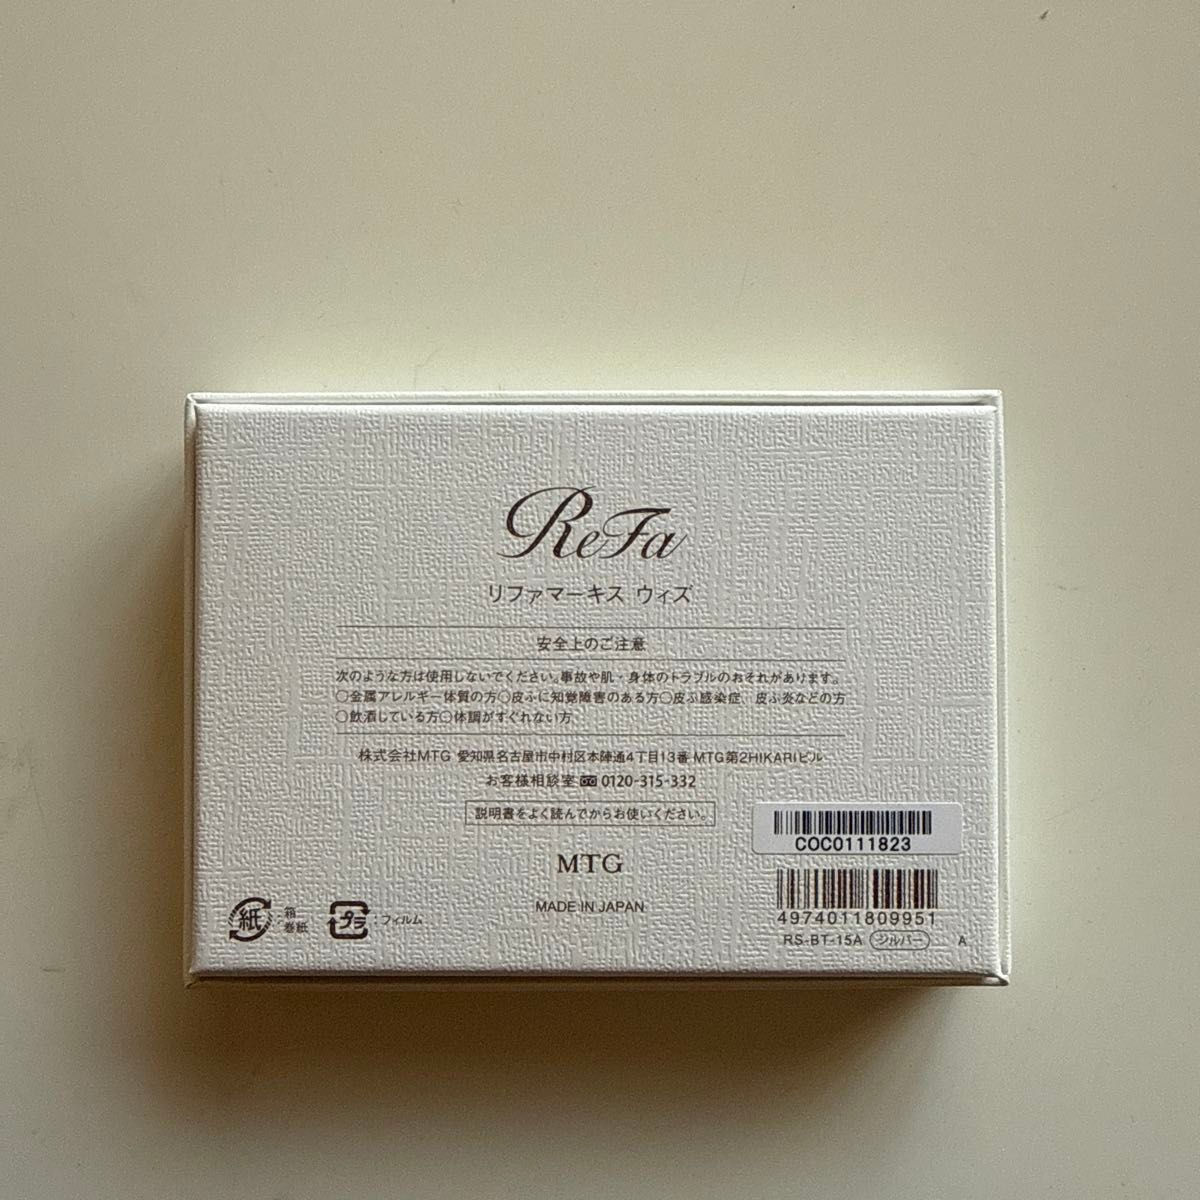 ReFa
リファマーキス ウィズ
安全上のご注意
次のような方は使用しないでください。事故や肌・身体のトラブルのおそれがあります。
○金属アレルギー体質の方○皮ふに知覚障害のある方○皮ふ感染症、皮ふ炎などの方
○飲酒している方○体調がすぐれない方
株式会社MTG 愛知県名古屋市中村区本陣通4丁目13番 MTG第2HIKARIビル
お客様相談室 0120-315-332
説明書をよく読んでからお使いください。
MTG
MADE IN JAPAN
紙 : 箱 巻紙
プラ : フィルム
COC0111823
4974011809951
RS-BT-15A シルバー A